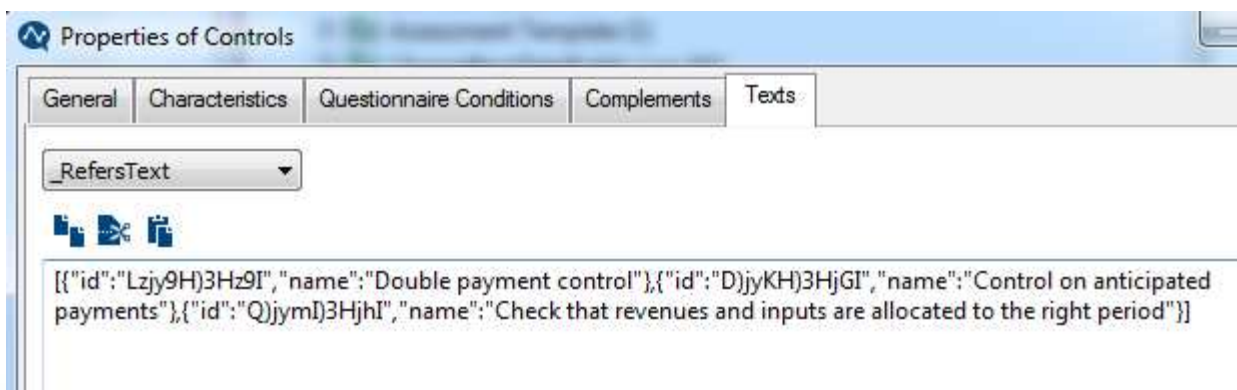 Properties of Controls
General Characteristics Questionnaire Conditions Complements Texts
_RefersText
[{"id":"Lzjy9H)3Hz9I","name":"Double payment control"},{"id":"D)jyKH)3HjGI","name":"Control on anticipated
payments"},{"id":"Q)jymI)3HjhI","name":"Check that revenues and inputs are allocated to the right period"}]